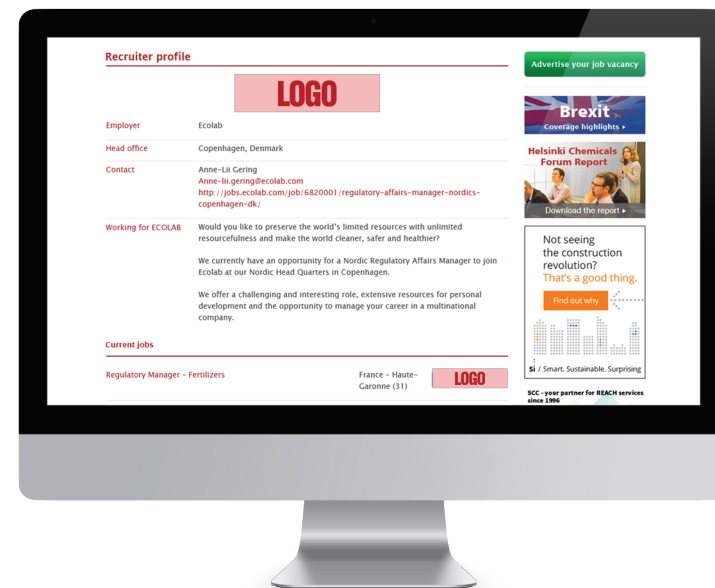 Recruiter profile
LOGO
Employer
Ecolab
Head office
Copenhagen, Denmark
Contact
Anne-Lii Gering
Anne-lii.gering@ecolab.com
http://jobs.ecolab.com/job/6820001/regulatory-affairs-manager-nordics-
copenhagen-dk/
Working for ECOLAB
Would you like to preserve the world's limited resources with unlimited
resourcefulness and make the world cleaner, safer and healthier?
We currently have an opportunity for a Nordic Regulatory Affairs Manager to join
Ecolab at our Nordic Head Quarters in Copenhagen.
We offer a challenging and interesting role, extensive resources for personal
development and the opportunity to manage your career in a multinational
company.
Current jobs
Regulatory Manager - Fertilizers
France - Haute-
Garonne (31)
LOGO
Advertise your job vacancy
Brexit
Coverage highlights
Helsinki Chemicals
Forum Report
Download the report
Not seeing
the construction
revolution?
That's a good thing.
Find out why
Si / Smart. Sustainable. Surprising
SCC - your partner for REACH services
since 1996